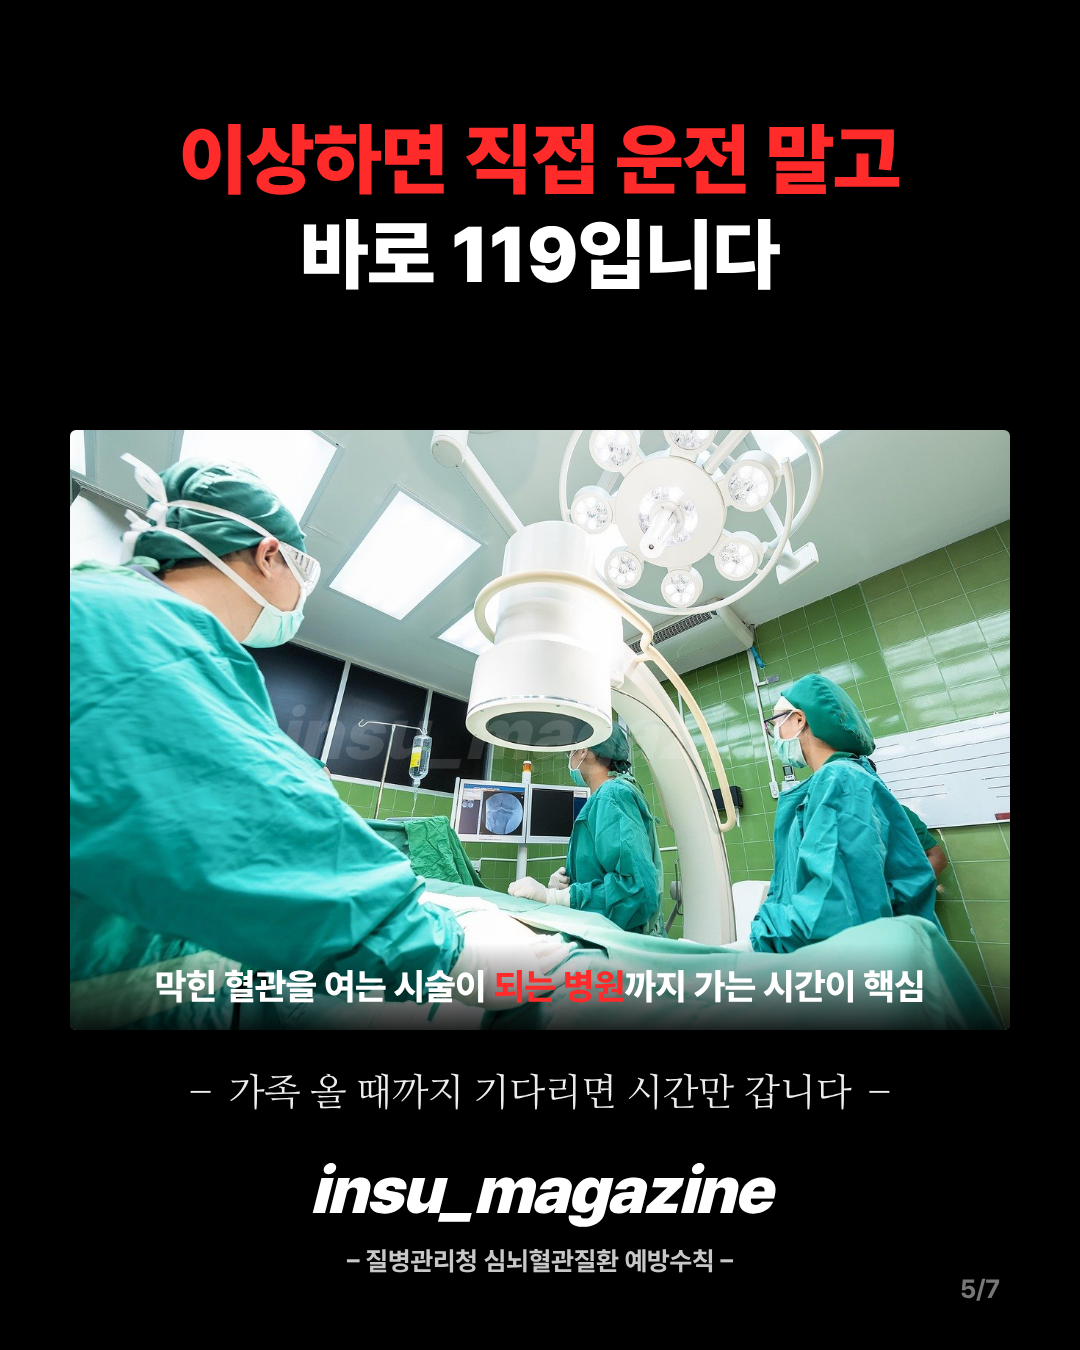 이상하면 직접 운전 말고
바로 119입니다
insu_magazine
막힌 혈관을 여는 시술이 되는 병원까지 가는 시간이 핵심
– 가족 올 때까지 기다리면 시간만 갑니다 –
insu_magazine
– 질병관리청 심뇌혈관질환 예방수칙 –
5/7